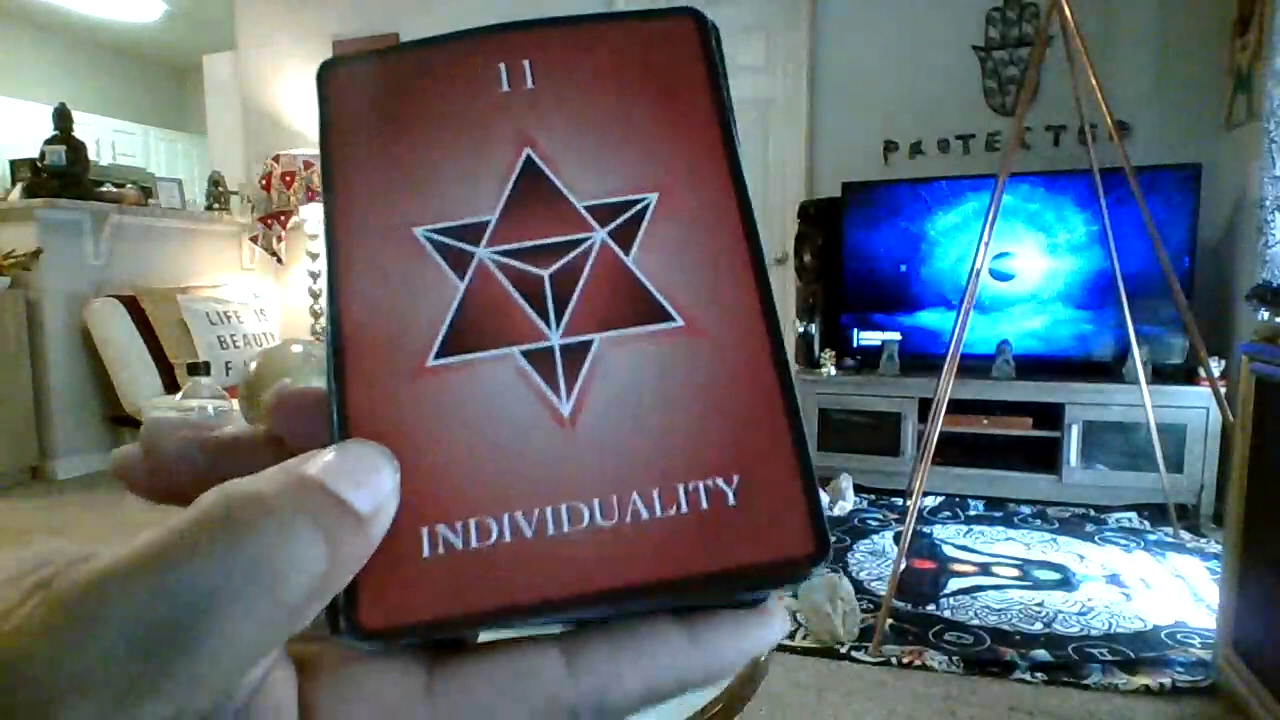 11
INDIVIDUALITY
PROTECTED
LIFE IS
BEAUTI
F